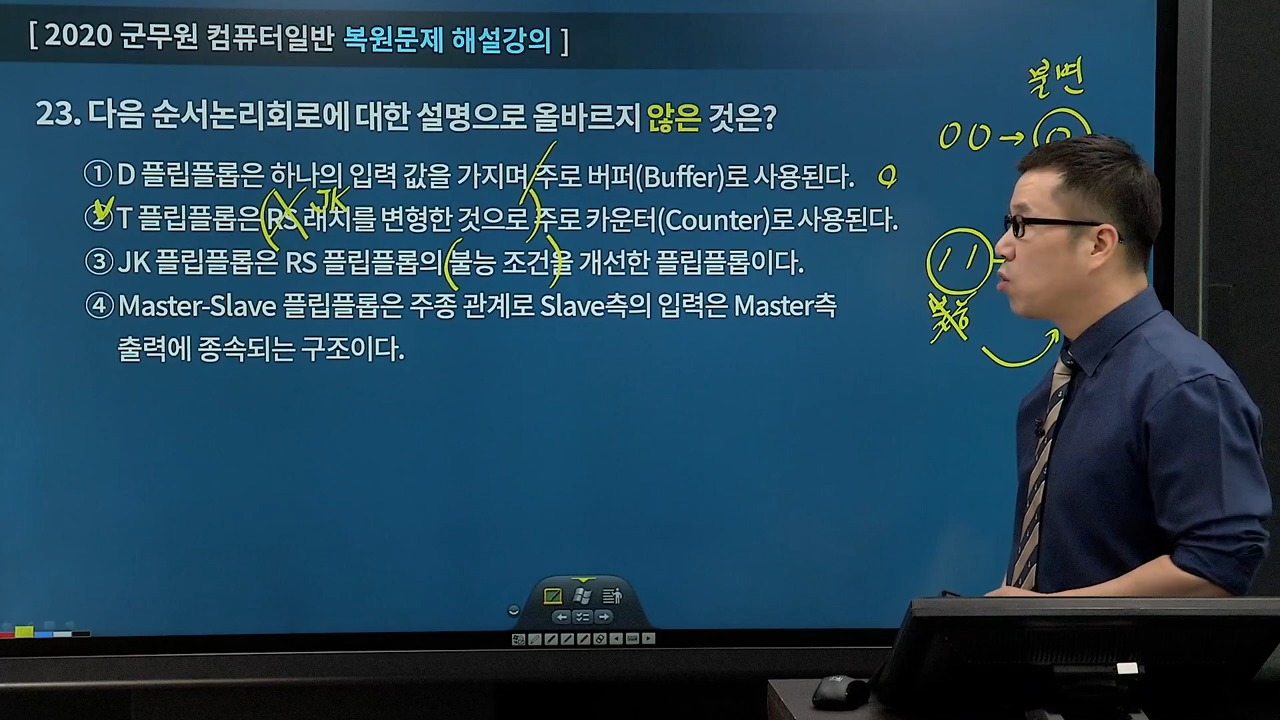 [ 2020 군무원 컴퓨터일반 복원문제 해설강의 ]
불변
23. 다음 순서논리회로에 대한 설명으로 올바르지 않은 것은?
00→0
① D 플립플롭은 하나의 입력 값을 가지며 주로 버퍼(Buffer)로 사용된다. O
JK
② T 플립플롭은 RS 래치를 변형한 것으로 주로 카운터(Counter)로 사용된다.
③ JK 플립플롭은 RS 플립플롭의 불능 조건을 개선한 플립플롭이다.
11
④ Master-Slave 플립플롭은 주종 관계로 Slave측의 입력은 Master측
불능
출력에 종속되는 구조이다.